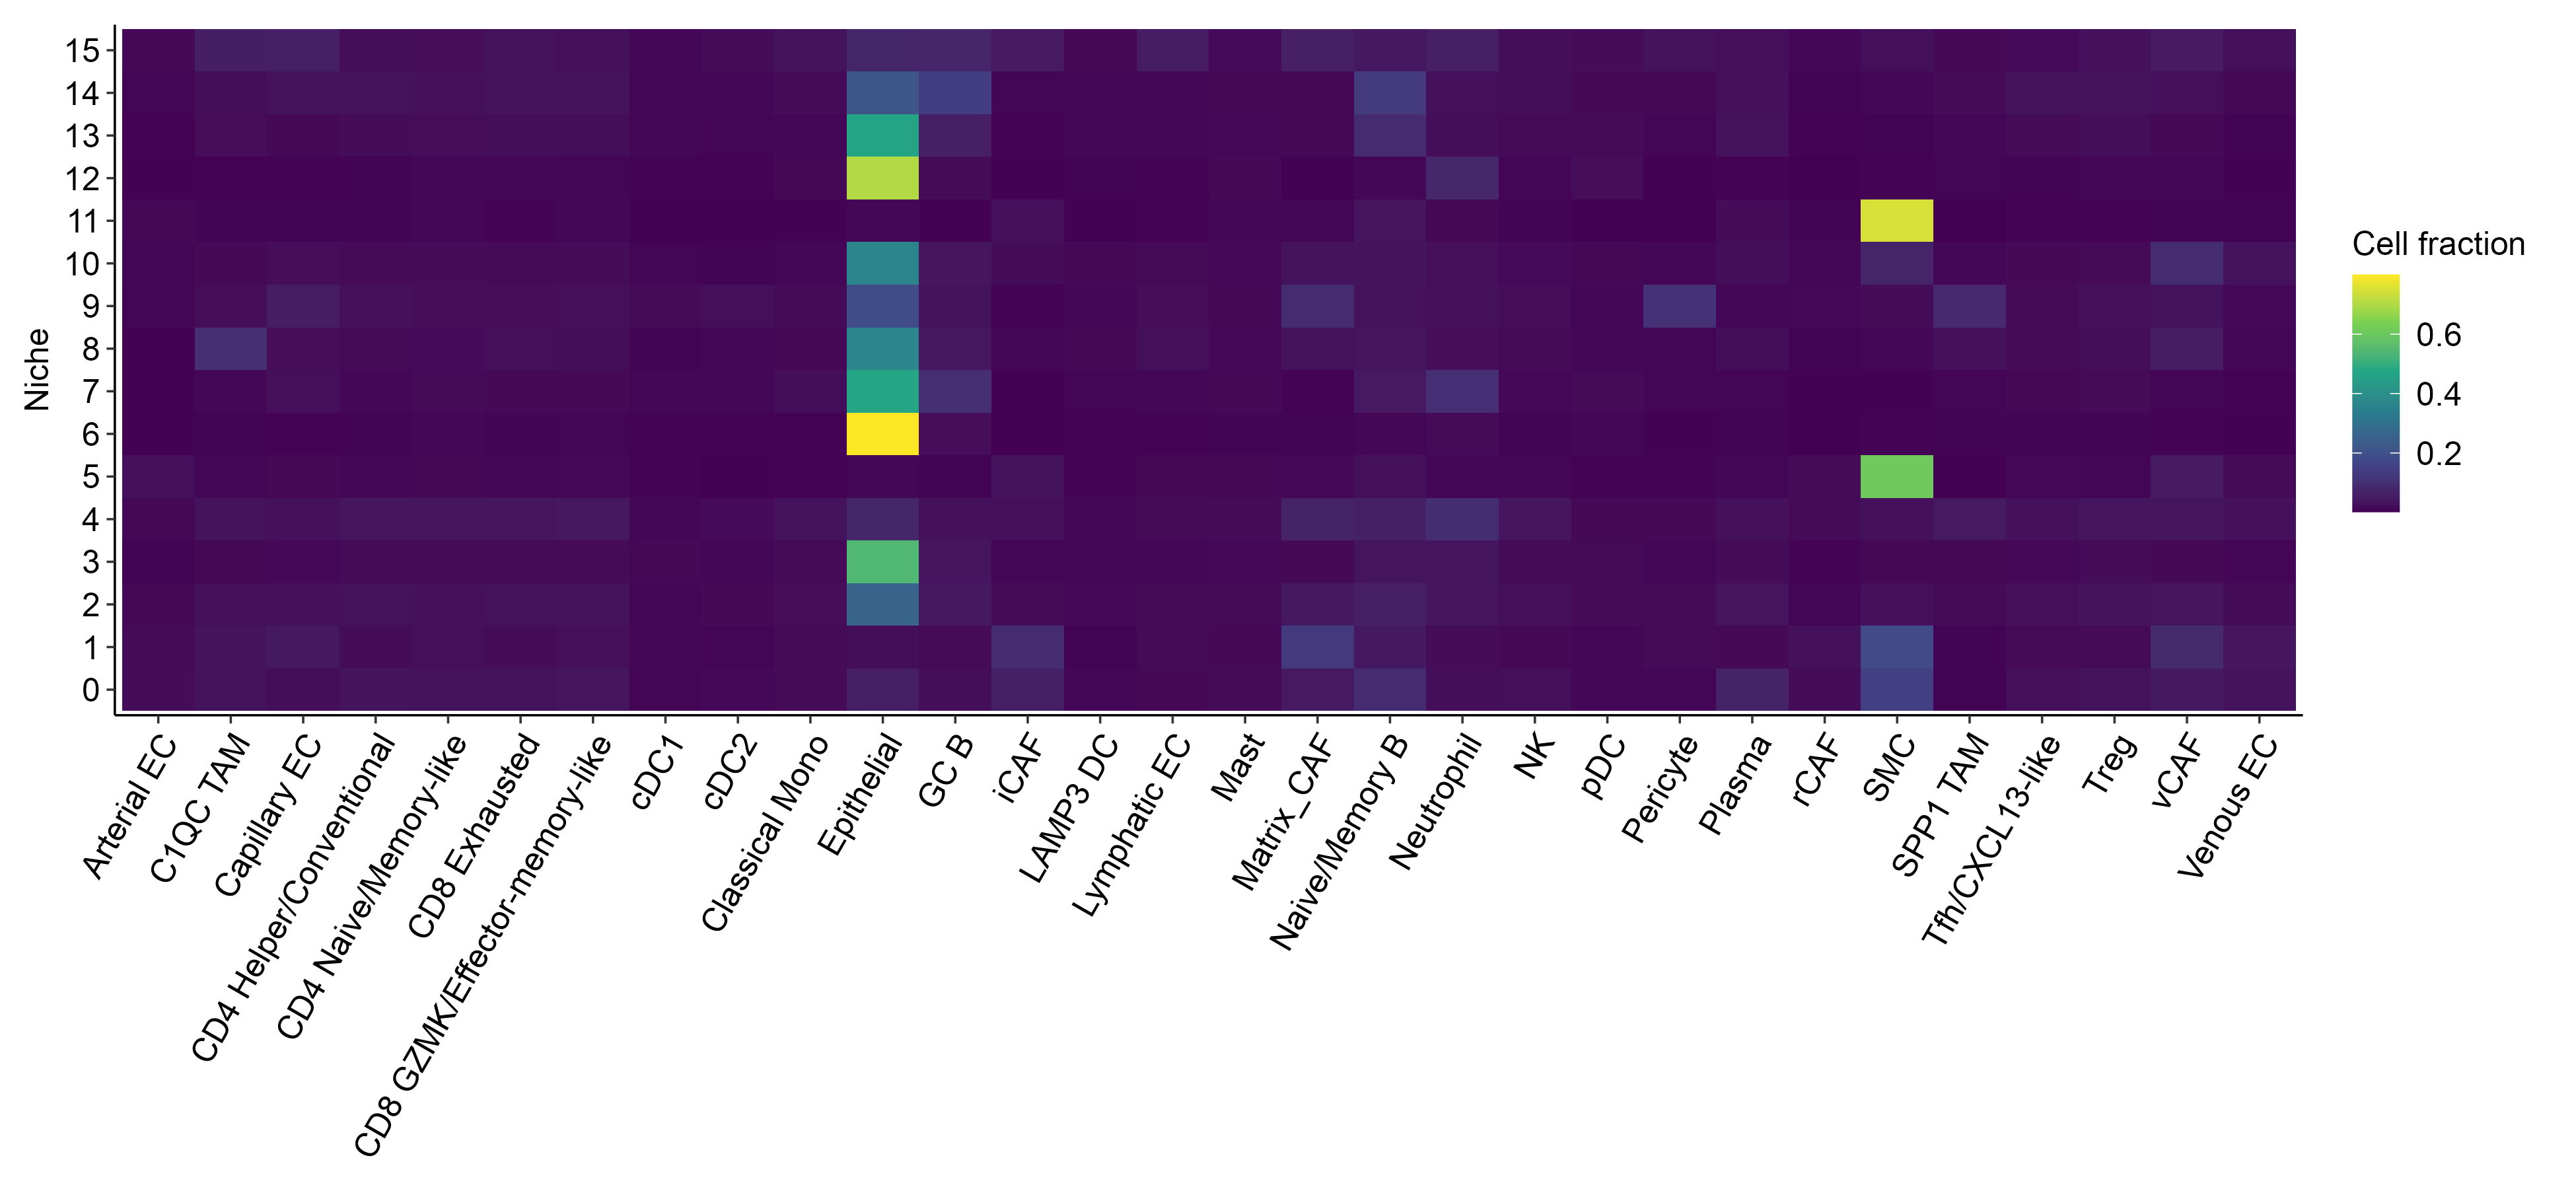 Niche
15
14
13
12
11
10
9
8
7
6
5
4
3
2
1
0
Arterial EC
C1QC TAM
Capillary EC
CD4 Helper/Conventional
CD4 Naive/Memory-like
CD8 Exhausted
CD8 GZMK/Effector-memory-like
cDC1
cDC2
Classical Mono
Epithelial
GC B
iCAF
LAMP3 DC
Lymphatic EC
Mast
Matrix_CAF
Naive/Memory B
Neutrophil
NK
pDC
Pericyte
Plasma
rCAF
SMC
SPP1 TAM
Tfh/CXCL13-like
Treg
vCAF
Venous EC
Cell fraction
0.6
0.4
0.2